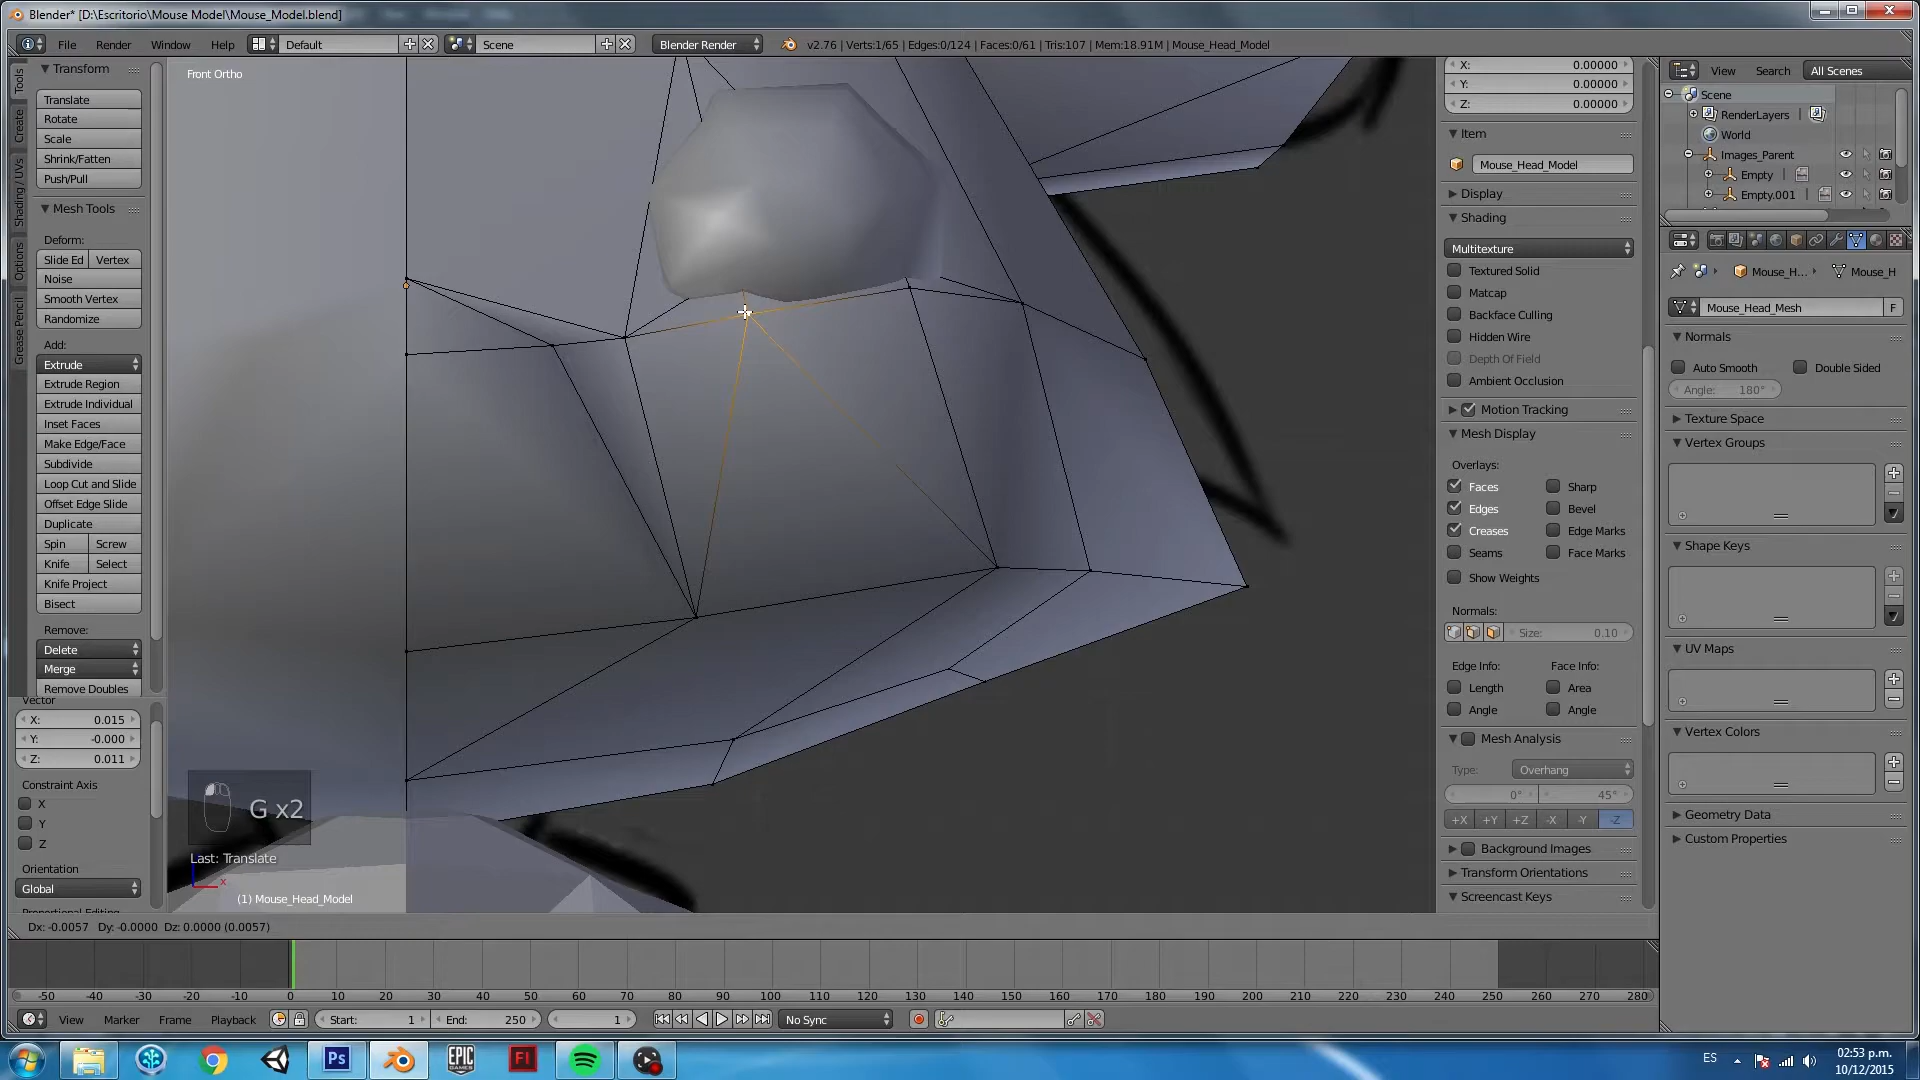 Blender* [D:\Escritorio\Mouse Model\Mouse_Model.blend]
File Render Window Help Default Scene Blender Render v2.76 | Verts:1/65 | Edges:0/124 | Faces:0/61 | Tris:107 | Mem:18.91M | Mouse_Head_Model
Tools
Create
Shading / UVs
Options
Grease Pencil
Transform
Translate
Rotate
Scale
Shrink/Fatten
Push/Pull
Mesh Tools
Deform:
Slide Ed Vertex
Noise
Smooth Vertex
Randomize
Add:
Extrude
Extrude Region
Extrude Individual
Inset Faces
Make Edge/Face
Subdivide
Loop Cut and Slide
Offset Edge Slide
Duplicate
Spin Screw
Knife Select
Knife Project
Bisect
Remove:
Delete
Merge
Remove Doubles
Vector
X: 0.015
Y: -0.000
Z: 0.011
Constraint Axis
X
Y
Z
Orientation
Global
Proportional Editing
Front Ortho
G x2
Last: Translate
x
(1) Mouse_Head_Model
Dx: -0.0057 Dy: -0.0000 Dz: 0.0000 (0.0057)
X: 0.00000
Y: 0.00000
Z: 0.00000
Item
Mouse_Head_Model
Display
Shading
Multitexture
Textured Solid
Matcap
Backface Culling
Hidden Wire
Depth Of Field
Ambient Occlusion
Motion Tracking
Mesh Display
Overlays:
Faces Sharp
Edges Bevel
Creases Edge Marks
Seams Face Marks
Show Weights
Normals:
Size: 0.10
Edge Info: Face Info:
Length Area
Angle Angle
Mesh Analysis
Type: Overhang
0° 45°
+X +Y +Z -X -Y -Z
Background Images
Transform Orientations
Screencast Keys
View Search All Scenes
Scene
RenderLayers
World
Images_Parent
Empty
Empty.001
Mouse_H... Mouse_H
Mouse_Head_Mesh F
Normals
Auto Smooth Double Sided
Angle: 180°
Texture Space
Vertex Groups
Shape Keys
UV Maps
Vertex Colors
Geometry Data
Custom Properties
-50 -40 -30 -20 -10 0 10 20 30 40 50 60 70 80 90 100 110 120 130 140 150 160 170 180 190 200 210 220 230 240 250 260 270 280
View Marker Frame Playback Start: 1 End: 250 1 No Sync
Ps EPIC GAMES Fl ES 02:53 p.m.
10/12/2015